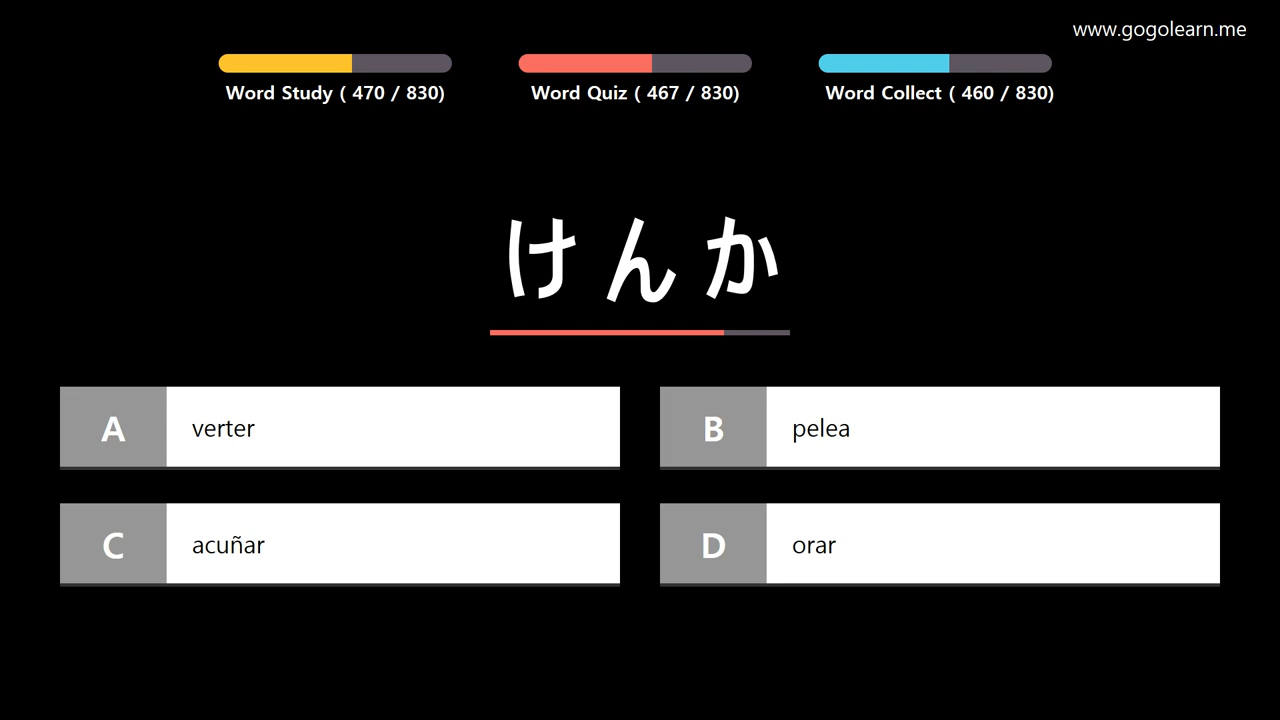 www.gogolearn.me
Word Study ( 470 / 830)
Word Quiz ( 467 / 830)
Word Collect ( 460 / 830)
けんか
A verter
B pelea
C acuñar
D orar